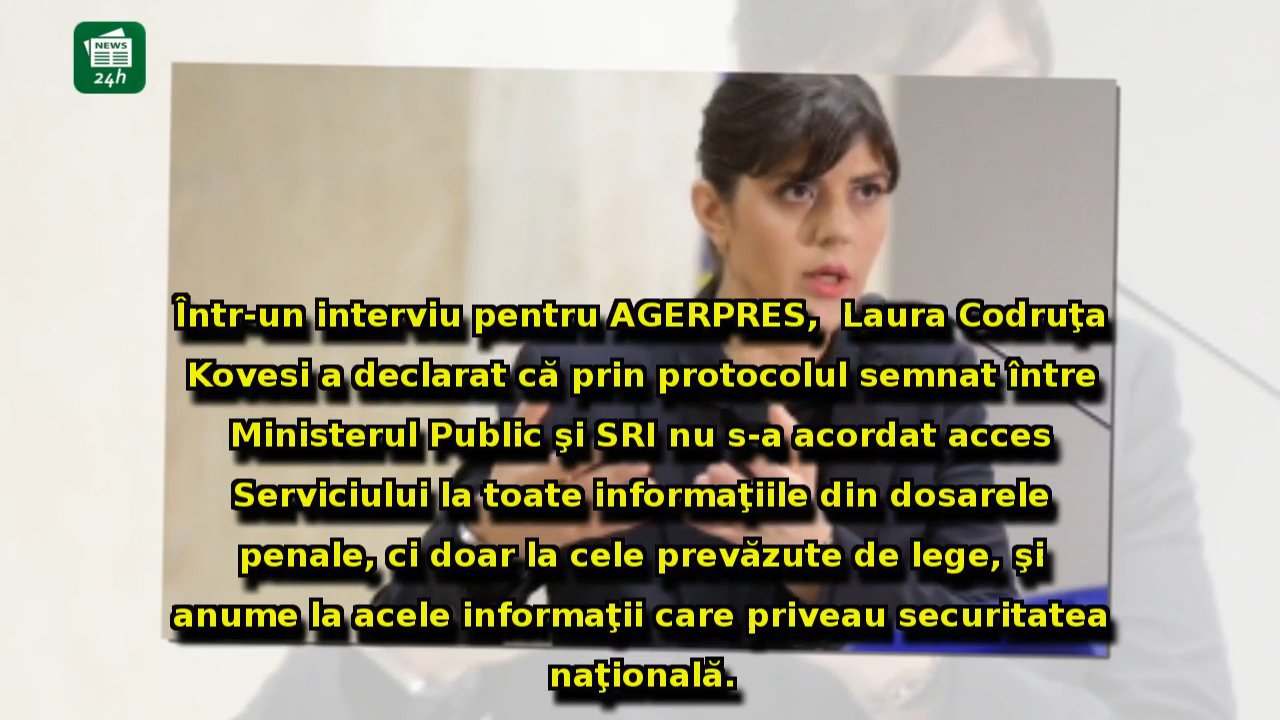 NEWS
24h
Într-un interviu pentru AGERPRES,  Laura Codruţa
Kovesi a declarat că prin protocolul semnat între
Ministerul Public şi SRI nu s-a acordat acces
Serviciului la toate informaţiile din dosarele
penale, ci doar la cele prevăzute de lege, şi
anume la acele informaţii care priveau securitatea
naţională.